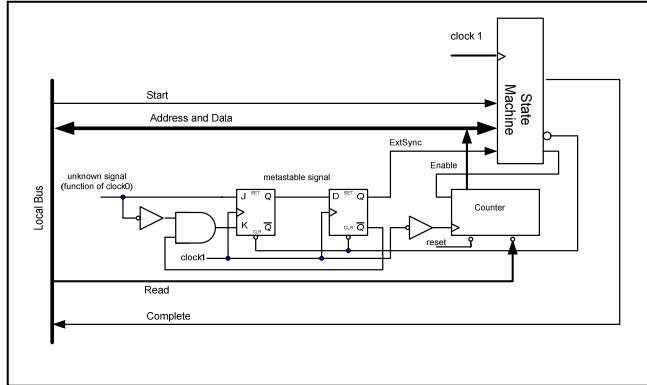 clock 1
State
Machine
Start
Address and Data
ExtSync
Enable
unknown signal
(function of clock0)
metastable signal
Local Bus
J
SET
Q
K
CLR
Q
D
SET
Q
CLR
Q
Counter
clock1
reset
Read
Complete